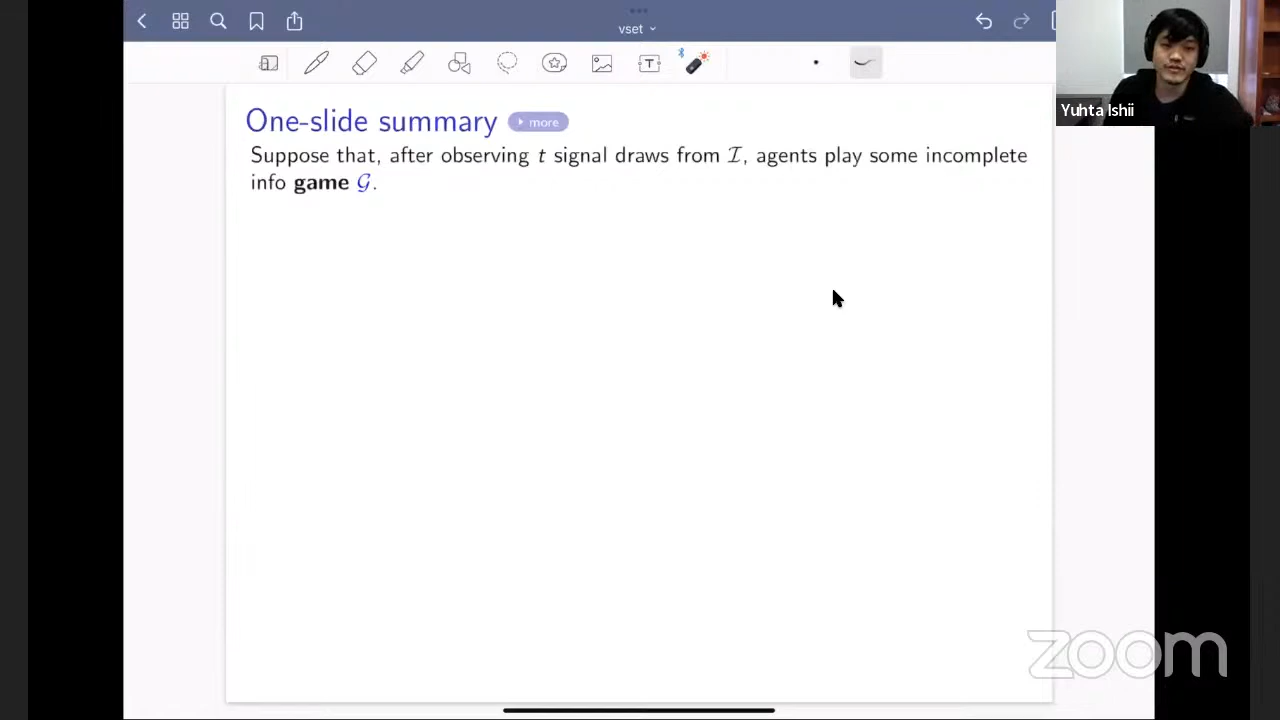 vset
One-slide summary
more
Suppose that, after observing t signal draws from ℐ, agents play some incomplete
info game 𝒢.
Yuhta Ishii
zoom